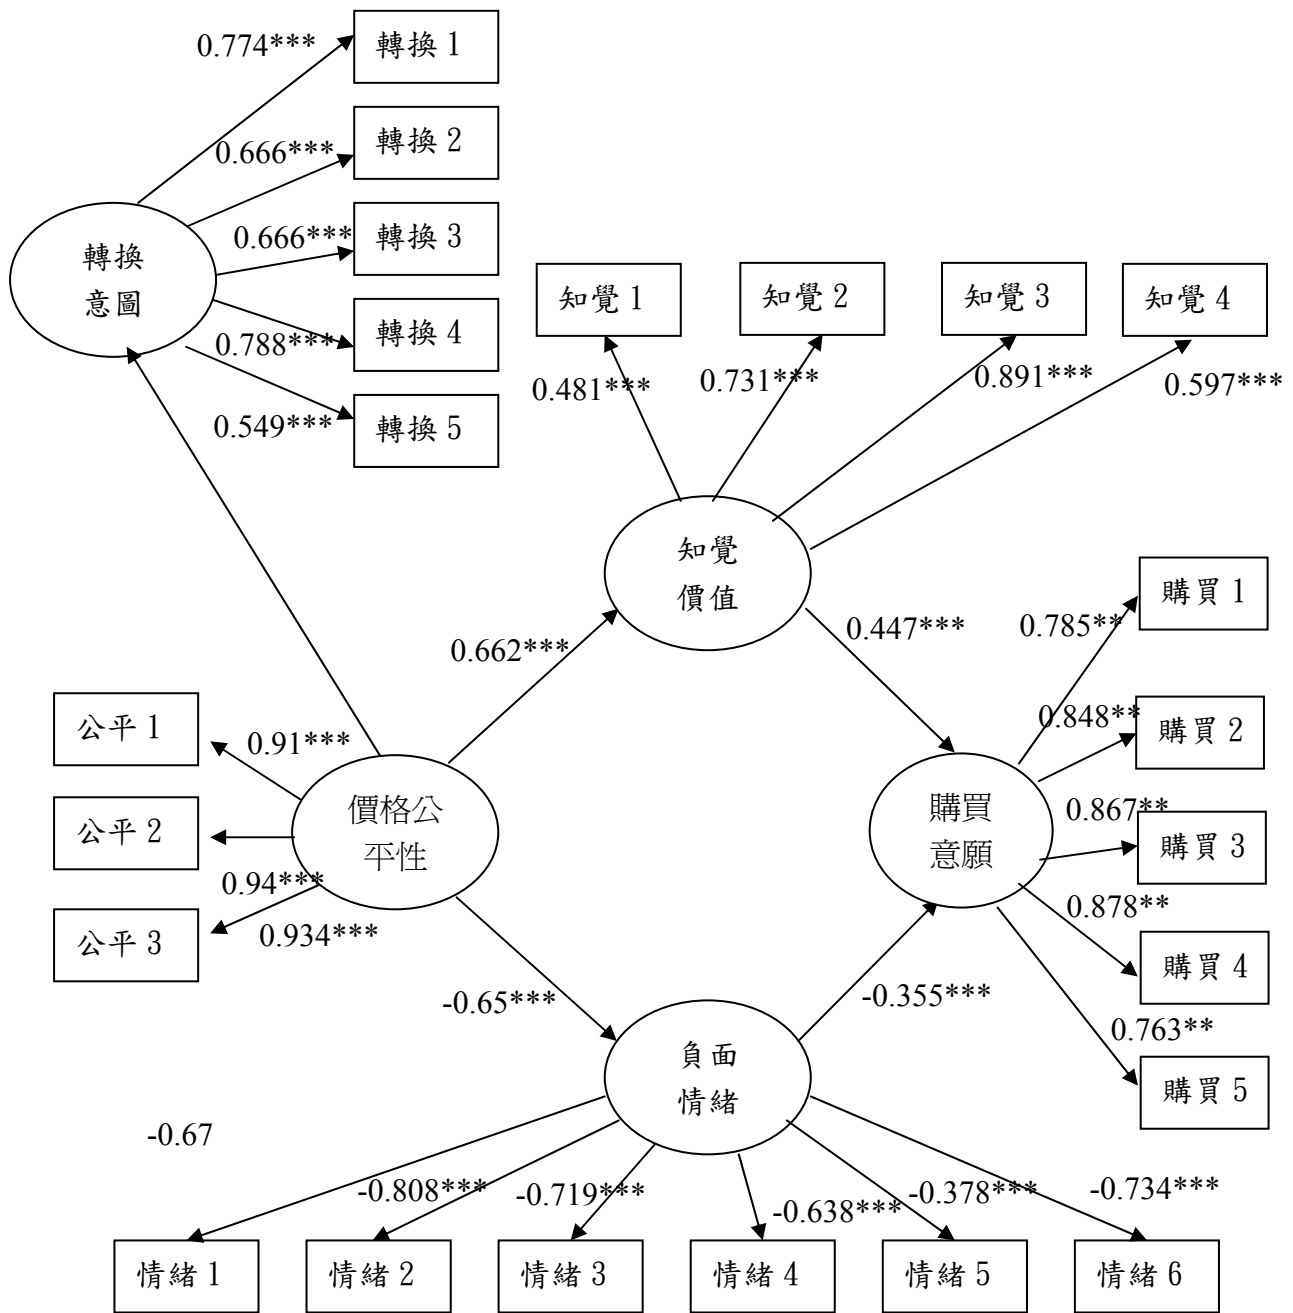 0.774***
轉換 1
0.666***
轉換 2
0.666***
轉換 3
轉換
意圖
0.788***
轉換 4
0.549***
轉換 5
知覺 1
知覺 2
知覺 3
知覺 4
0.481***
0.731***
0.891***
0.597***
知覺
價值
0.662***
0.447***
0.785**
購買 1
0.848**
購買 2
0.867**
購買 3
0.878**
購買 4
0.763**
購買 5
購買
意願
公平 1
0.91***
公平 2
0.94***
公平 3
0.934***
價格公
平性
-0.65***
-0.355***
負面
情緒
-0.67
-0.808***
-0.719***
-0.638***
-0.378***
-0.734***
情緒 1
情緒 2
情緒 3
情緒 4
情緒 5
情緒 6